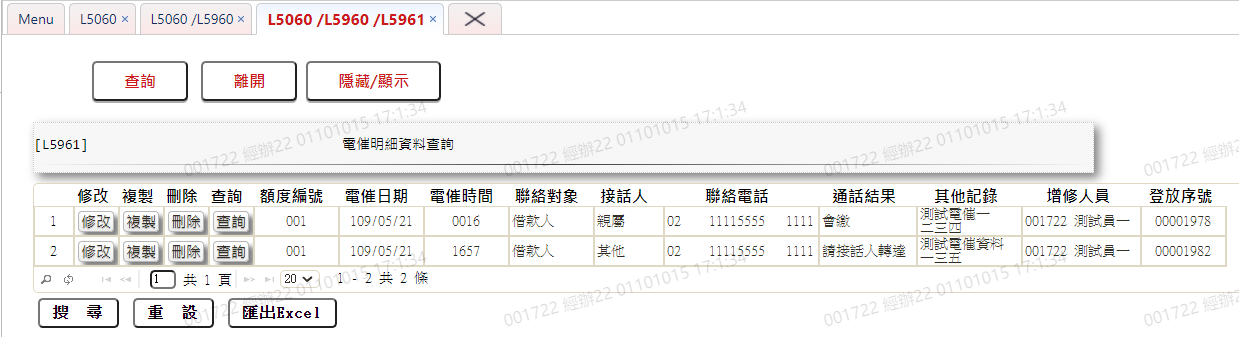 Menu L5060 × L5060 /L5960 × L5060 /L5960 /L5961 ×
查詢 離開 隱藏/顯示
001722 經辦22 01101015 17:1:34
[L5961] 電催明細資料查詢
修改 複製 刪除 查詢 額度編號 電催日期 電催時間 聯絡對象 接話人 聯絡電話 通話結果 其他記錄 增修人員 登放序號
1 修改 複製 刪除 查詢 001 109/05/21 0016 借款人 親屬 02 11115555 1111 會繳 測試電催一二三四 001722 測試員一 00001978
2 修改 複製 刪除 查詢 001 109/05/21 1657 借款人 其他 02 11115555 1111 請接話人轉達 測試電催資料一三五 001722 測試員一 00001982
1 共 1 頁 20 1 - 2 共 2 條
搜 尋 重 設 匯出Excel
001722 經辦22 01101015 17:1:34